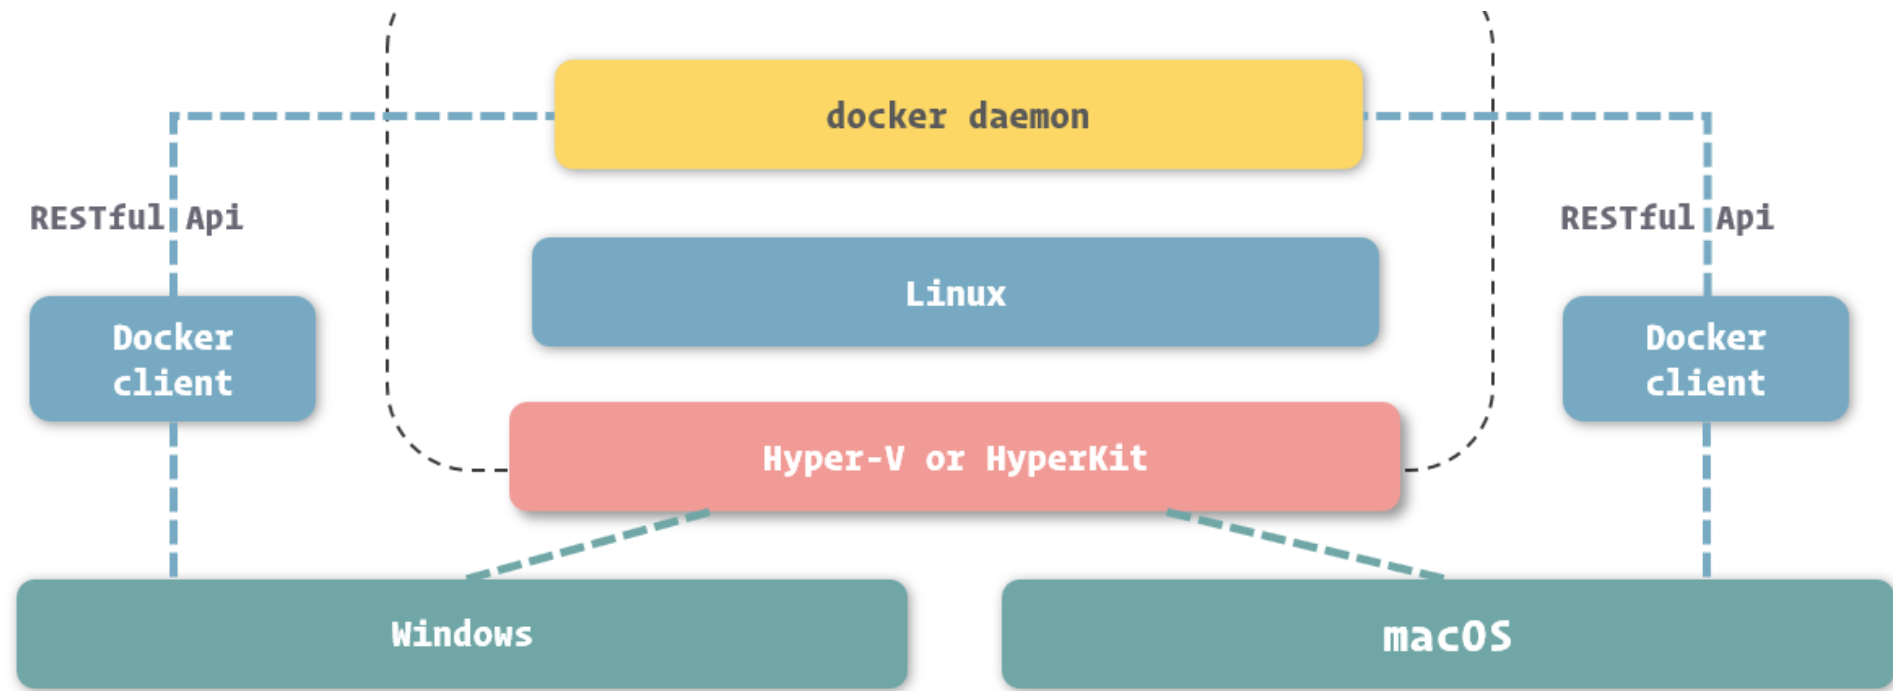 docker daemon
RESTful Api
RESTful Api
Linux
Docker
client
Docker
client
Hyper-V or HyperKit
Windows
macOS